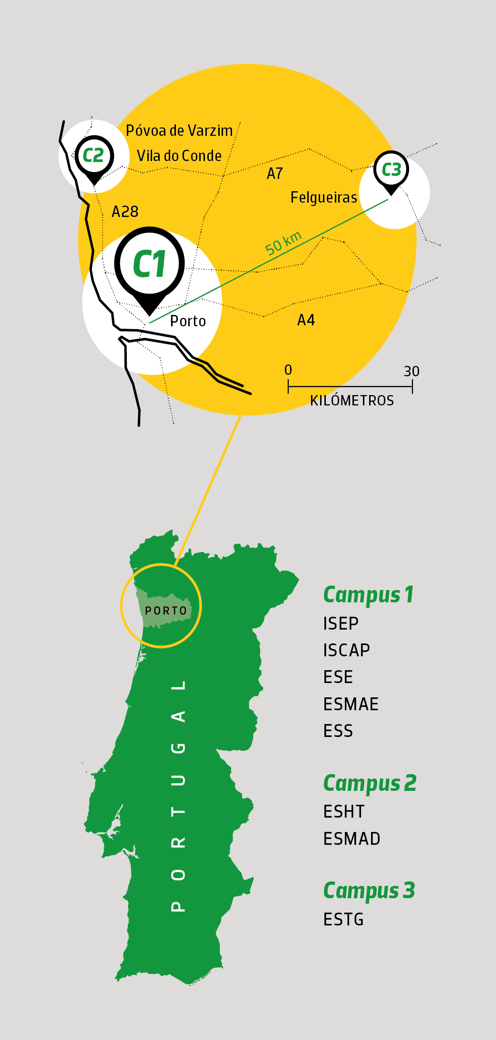 Póvoa de Varzim
C2
Vila do Conde
A7
C3
Felgueiras
A28
50 km
C1
Porto
A4
0 30
KILÓMETROS
PORTO
PORTUGAL
Campus 1
ISEP
ISCAP
ESE
ESMAE
ESS
Campus 2
ESHT
ESMAD
Campus 3
ESTG